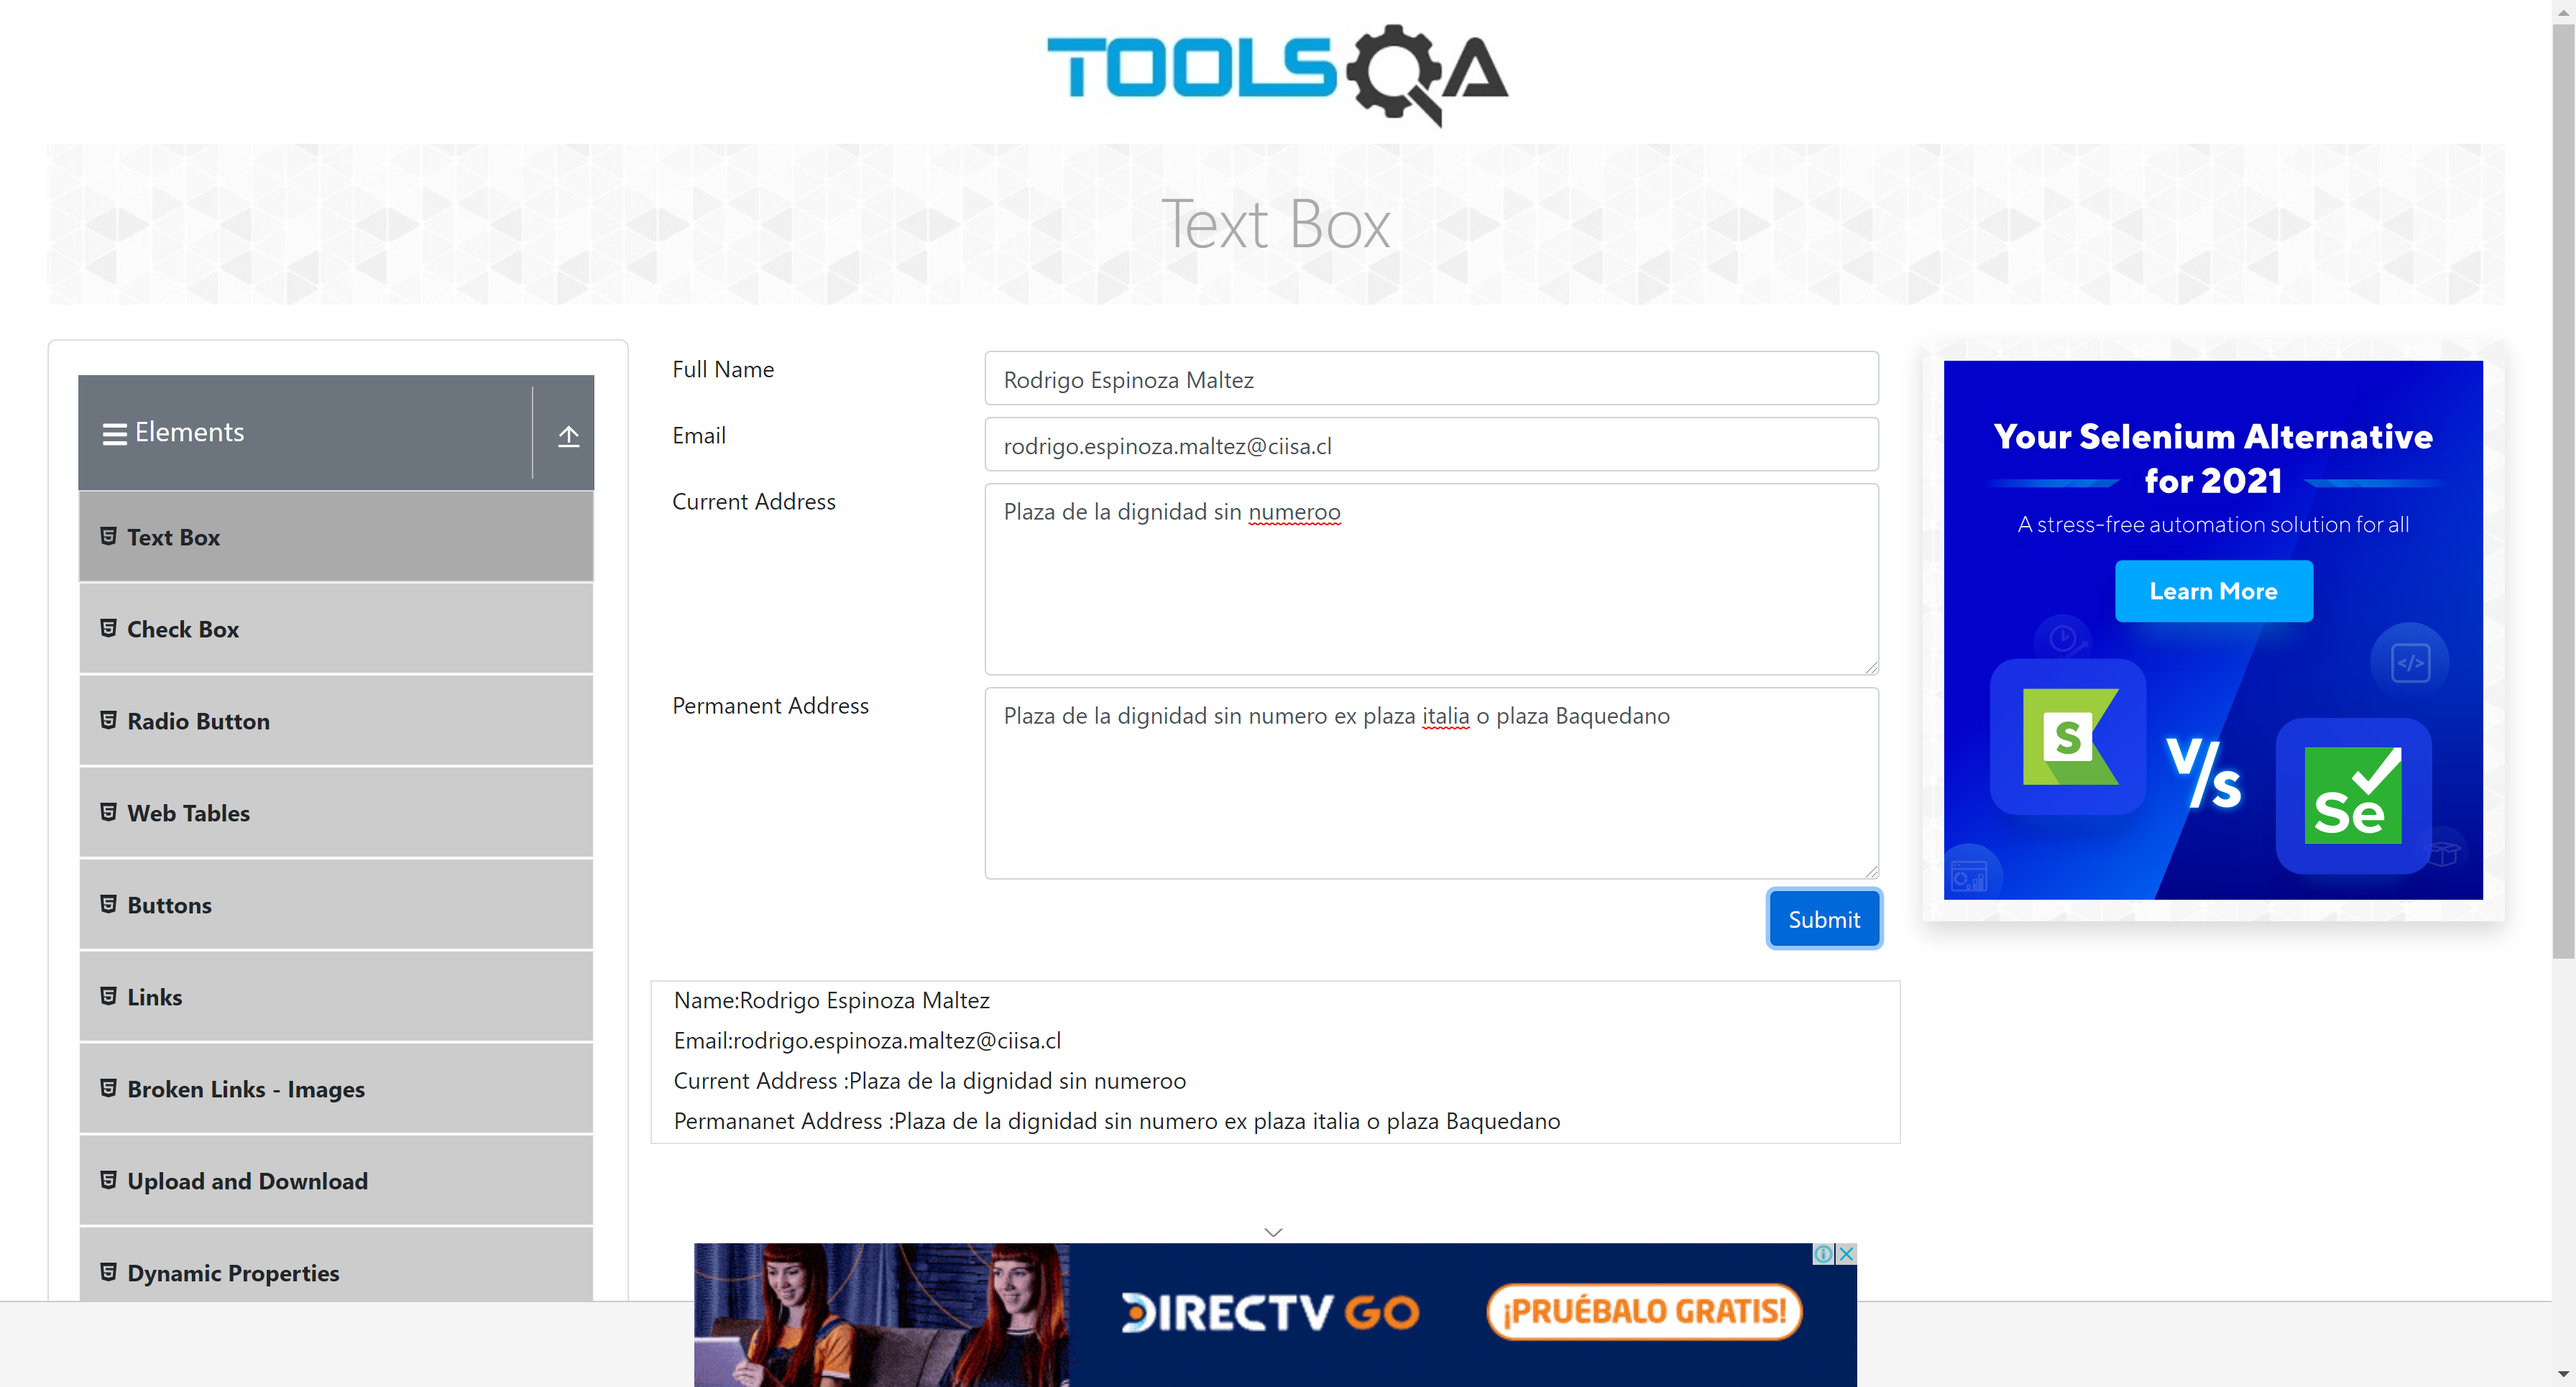 TOOLSQA
Text Box
Elements
Text Box
Check Box
Radio Button
Web Tables
Buttons
Links
Broken Links - Images
Upload and Download
Dynamic Properties
Full Name
Rodrigo Espinoza Maltez
Email
rodrigo.espinoza.maltez@ciisa.cl
Current Address
Plaza de la dignidad sin numeroo
Permanent Address
Plaza de la dignidad sin numero ex plaza italia o plaza Baquedano
Submit
Name:Rodrigo Espinoza Maltez
Email:rodrigo.espinoza.maltez@ciisa.cl
Current Address :Plaza de la dignidad sin numeroo
Permananet Address :Plaza de la dignidad sin numero ex plaza italia o plaza Baquedano
Your Selenium Alternative
for 2021
A stress-free automation solution for all
Learn More
</>
S
V/s
Se
DIRECTV GO
¡PRUÉBALO GRATIS!